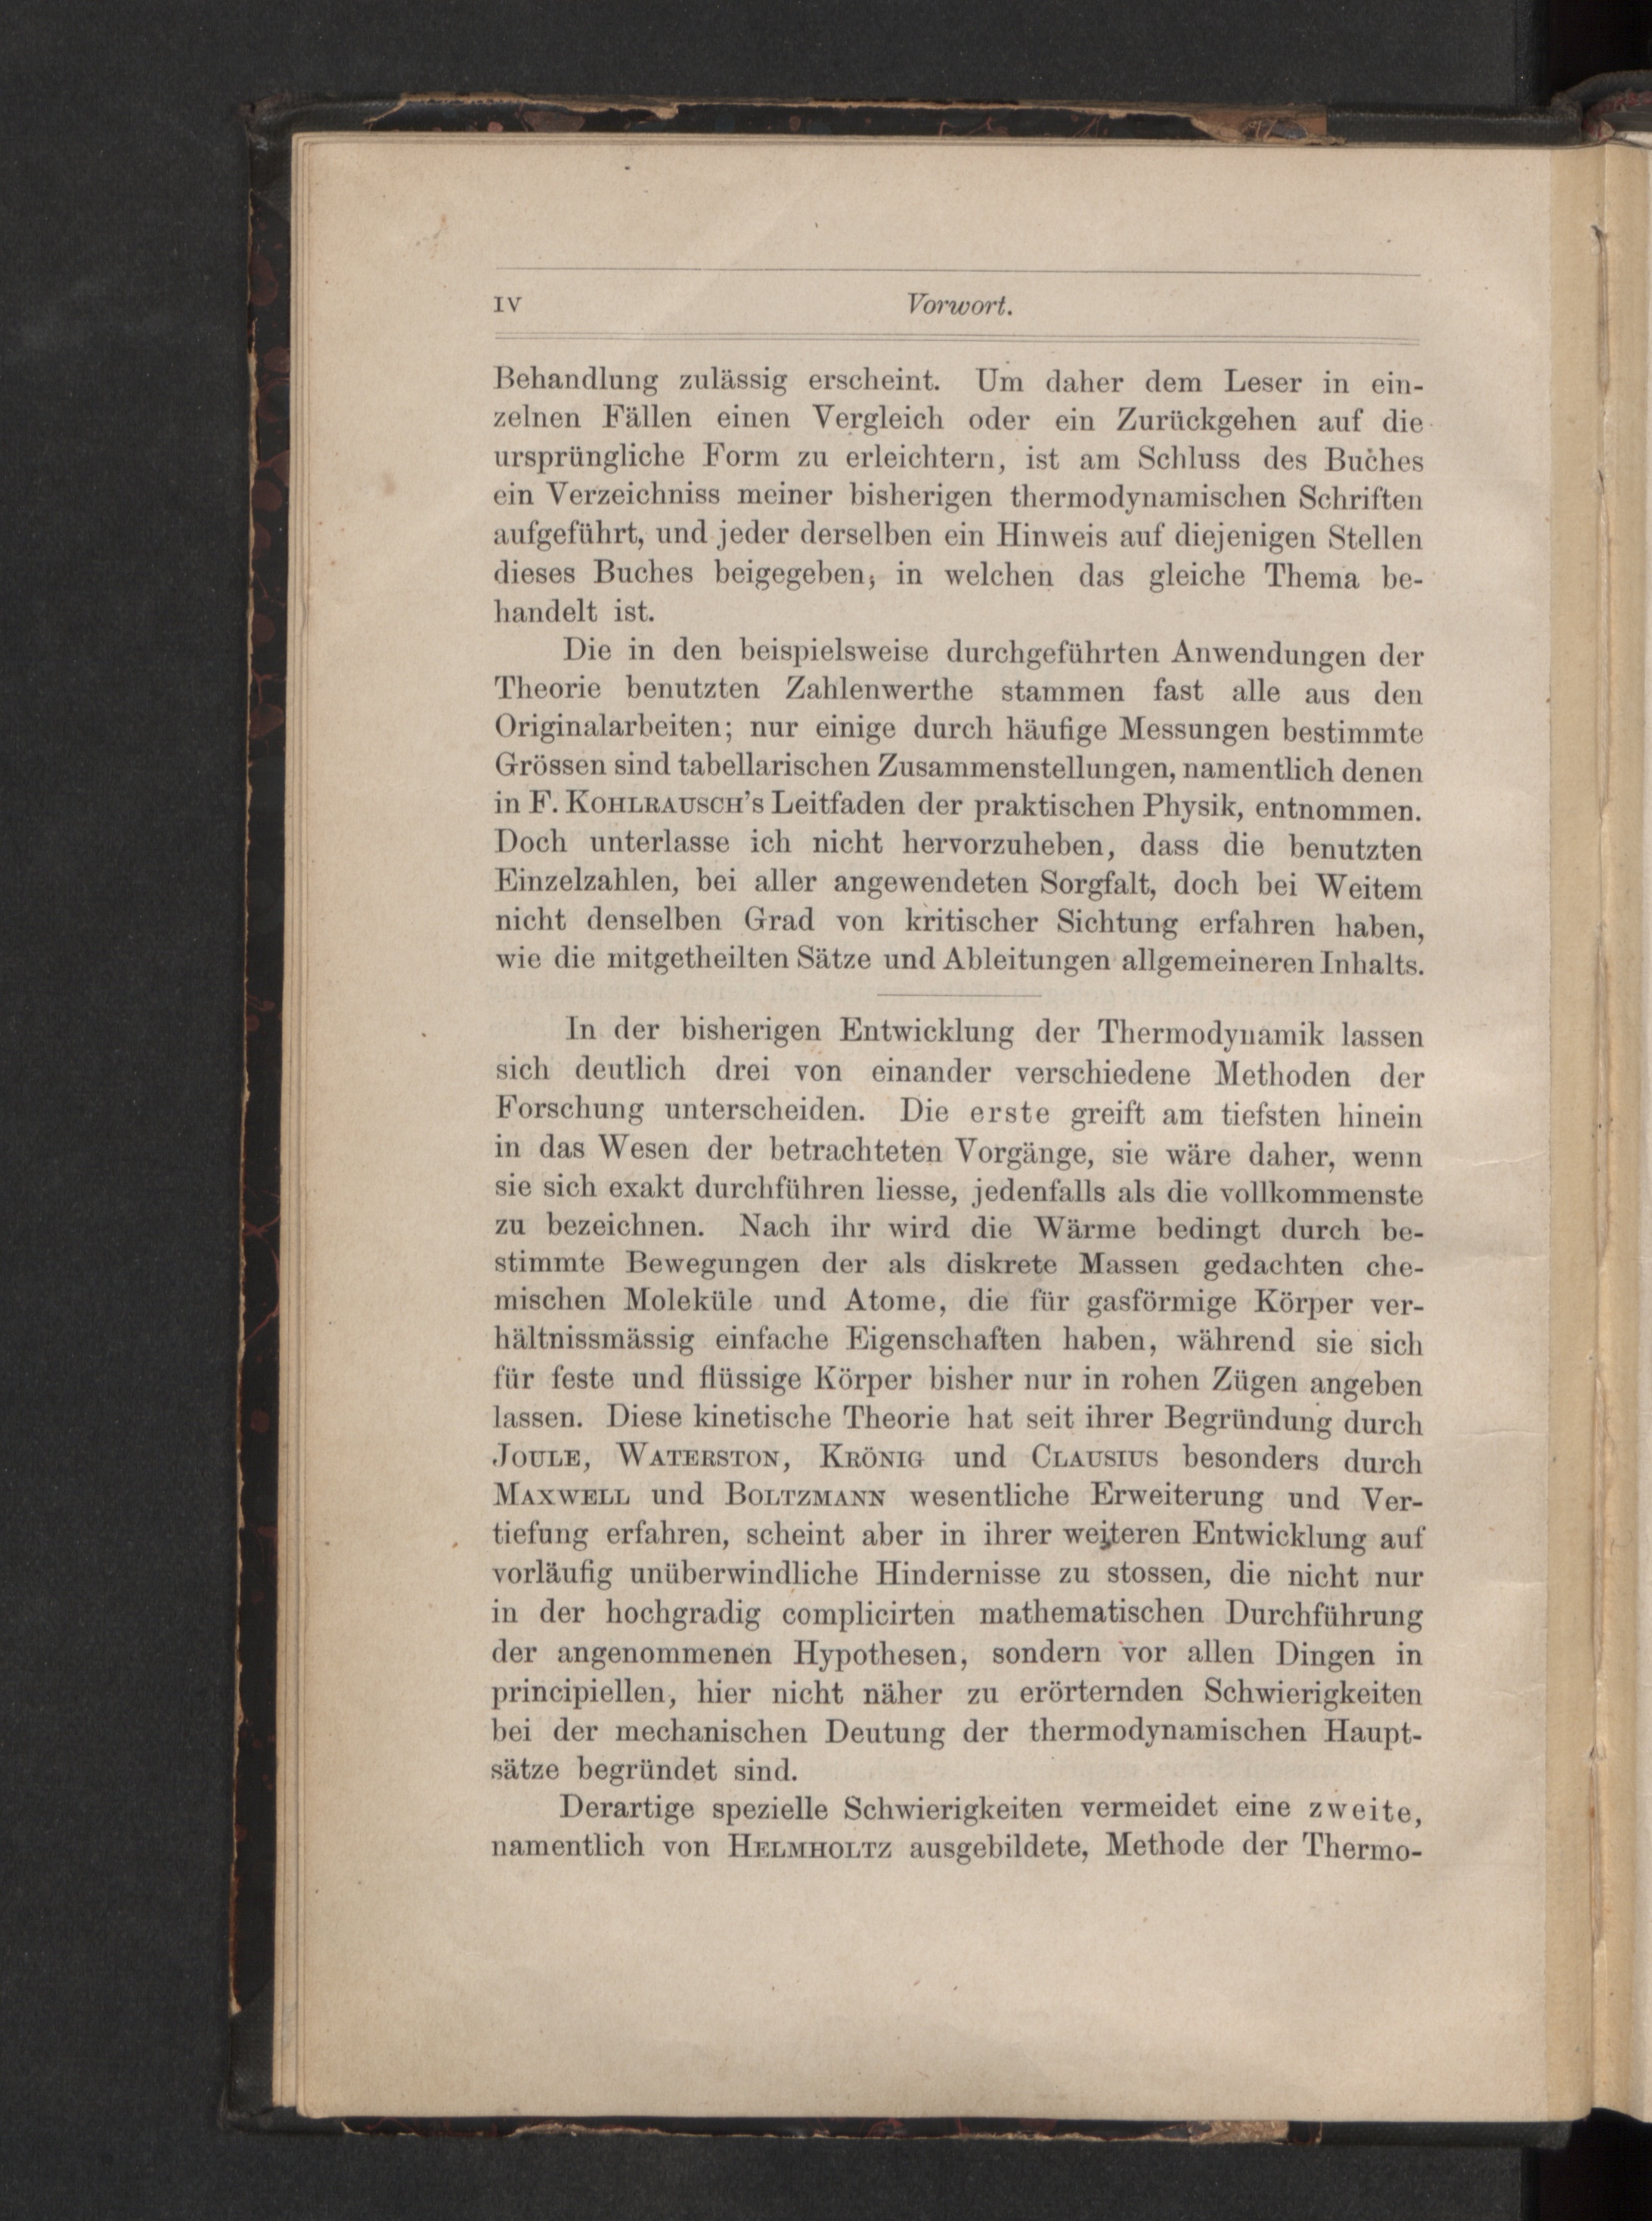 IV Vorwort.
Behandlung zulässig erscheint. Um daher dem Leser in ein-
zelnen Fällen einen Vergleich oder ein Zurückgehen auf die
ursprüngliche Form zu erleichtern, ist am Schluss des Buches
ein Verzeichniss meiner bisherigen thermodynamischen Schriften
aufgeführt, und jeder derselben ein Hinweis auf diejenigen Stellen
dieses Buches beigegeben, in welchen das gleiche Thema be-
handelt ist.
Die in den beispielsweise durchgeführten Anwendungen der
Theorie benutzten Zahlenwerthe stammen fast alle aus den
Originalarbeiten; nur einige durch häufige Messungen bestimmte
Grössen sind tabellarischen Zusammenstellungen, namentlich denen
in F. KOHLRAUSCH's Leitfaden der praktischen Physik, entnommen.
Doch unterlasse ich nicht hervorzuheben, dass die benutzten
Einzelzahlen, bei aller angewendeten Sorgfalt, doch bei Weitem
nicht denselben Grad von kritischer Sichtung erfahren haben,
wie die mitgetheilten Sätze und Ableitungen allgemeineren Inhalts.
In der bisherigen Entwicklung der Thermodynamik lassen
sich deutlich drei von einander verschiedene Methoden der
Forschung unterscheiden. Die erste greift am tiefsten hinein
in das Wesen der betrachteten Vorgänge, sie wäre daher, wenn
sie sich exakt durchführen liesse, jedenfalls als die vollkommenste
zu bezeichnen. Nach ihr wird die Wärme bedingt durch be-
stimmte Bewegungen der als diskrete Massen gedachten che-
mischen Moleküle und Atome, die für gasförmige Körper ver-
hältnissmässig einfache Eigenschaften haben, während sie sich
für feste und flüssige Körper bisher nur in rohen Zügen angeben
lassen. Diese kinetische Theorie hat seit ihrer Begründung durch
JOULE, WATERSTON, KRÖNIG und CLAUSIUS besonders durch
MAXWELL und BOLTZMANN wesentliche Erweiterung und Ver-
tiefung erfahren, scheint aber in ihrer weiteren Entwicklung auf
vorläufig unüberwindliche Hindernisse zu stossen, die nicht nur
in der hochgradig complicirten mathematischen Durchführung
der angenommenen Hypothesen, sondern vor allen Dingen in
principiellen, hier nicht näher zu erörternden Schwierigkeiten
bei der mechanischen Deutung der thermodynamischen Haupt-
sätze begründet sind.
Derartige spezielle Schwierigkeiten vermeidet eine zweite,
namentlich von HELMHOLTZ ausgebildete, Methode der Thermo-